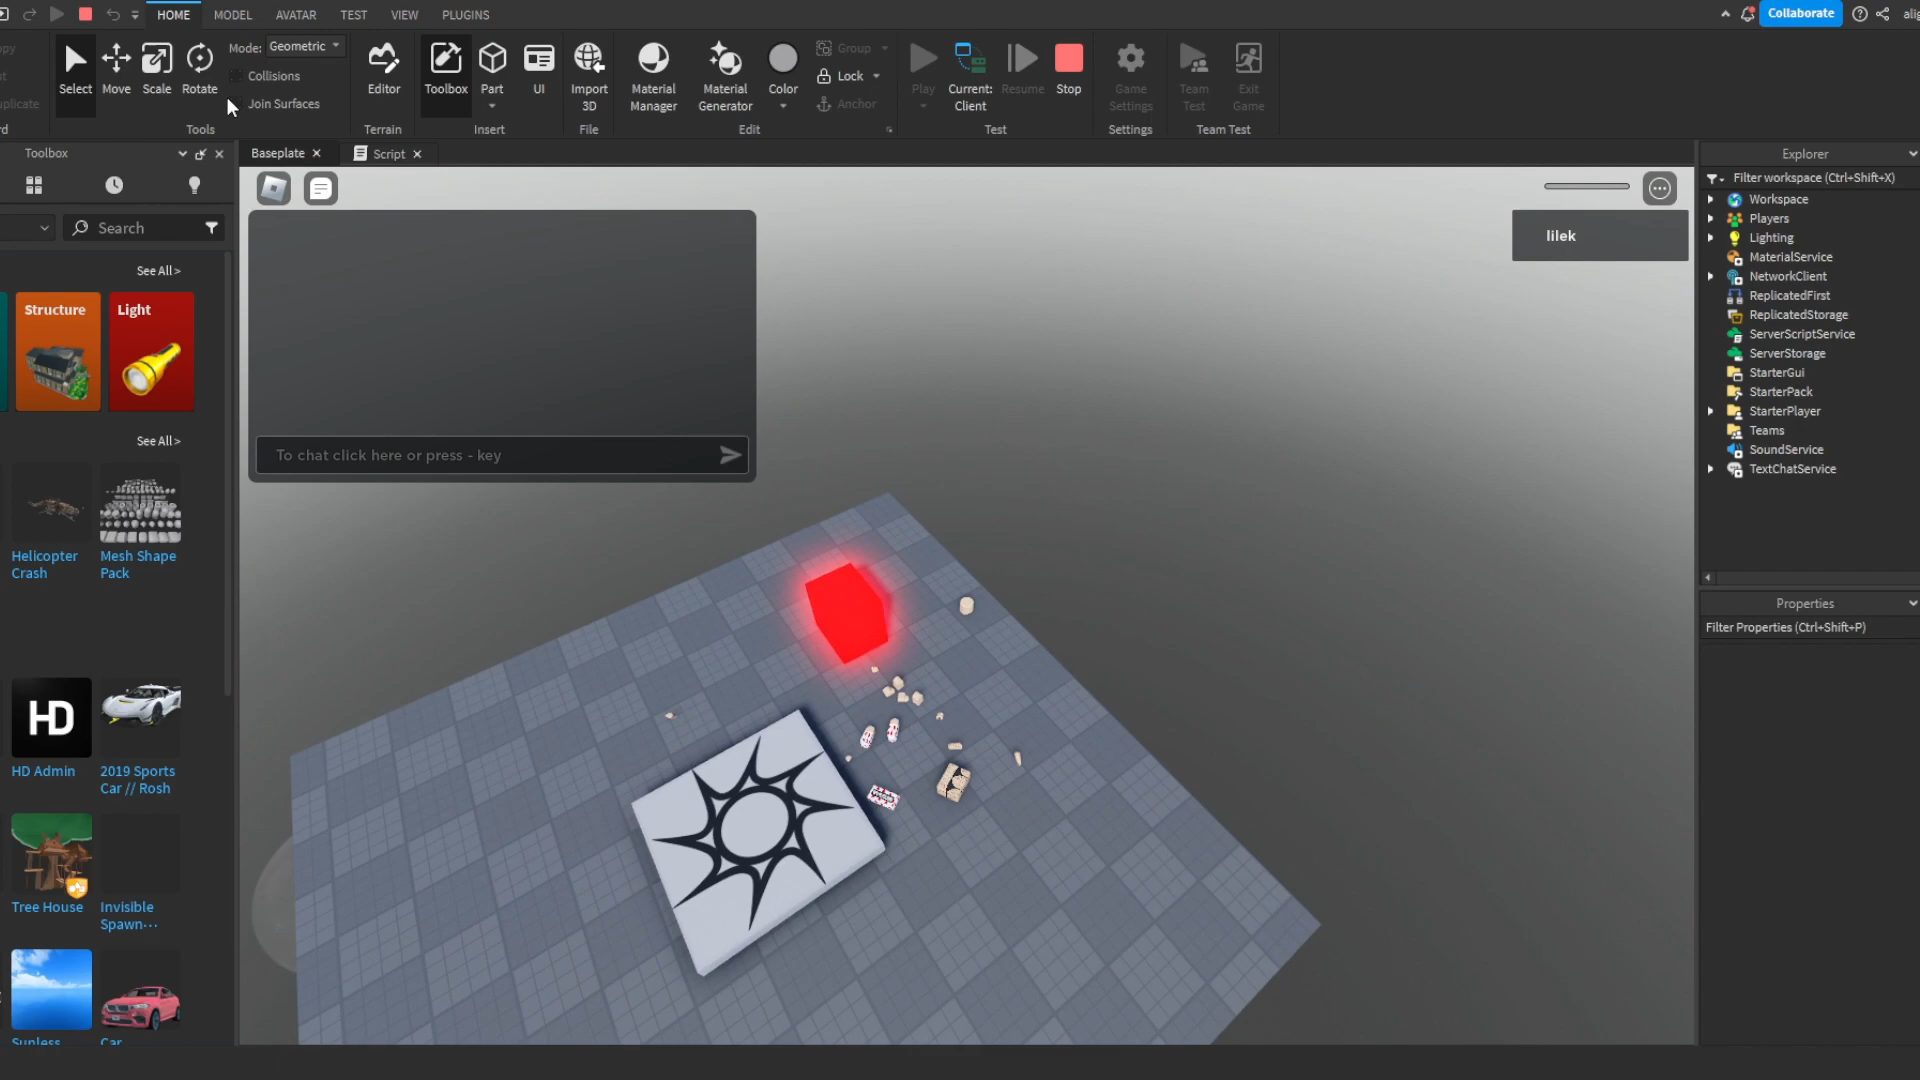 HOME MODEL AVATAR TEST VIEW PLUGINS
Collaborate
Mode: Geometric
Collisions
Join Surfaces
Select Move Scale Rotate
Editor
Toolbox
Part
UI
Import
3D
Material
Manager
Material
Generator
Color
Group
Lock
Anchor
Play
Current:
Client
Resume
Stop
Game
Settings
Team
Test
Exit
Game
Tools Terrain Insert File Edit Test Settings Team Test
Toolbox
Baseplate
Script
Explorer
Filter workspace (Ctrl+Shift+X)
Search
See All >
Structure
Light
See All >
Helicopter
Crash
Mesh Shape
Pack
HD
HD Admin
2019 Sports
Car // Rosh
Tree House
Invisible
Spawn···
Sunless
Car
To chat click here or press - key
lilek
Workspace
Players
Lighting
MaterialService
NetworkClient
ReplicatedFirst
ReplicatedStorage
ServerScriptService
ServerStorage
StarterGui
StarterPack
StarterPlayer
Teams
SoundService
TextChatService
Properties
Filter Properties (Ctrl+Shift+P)